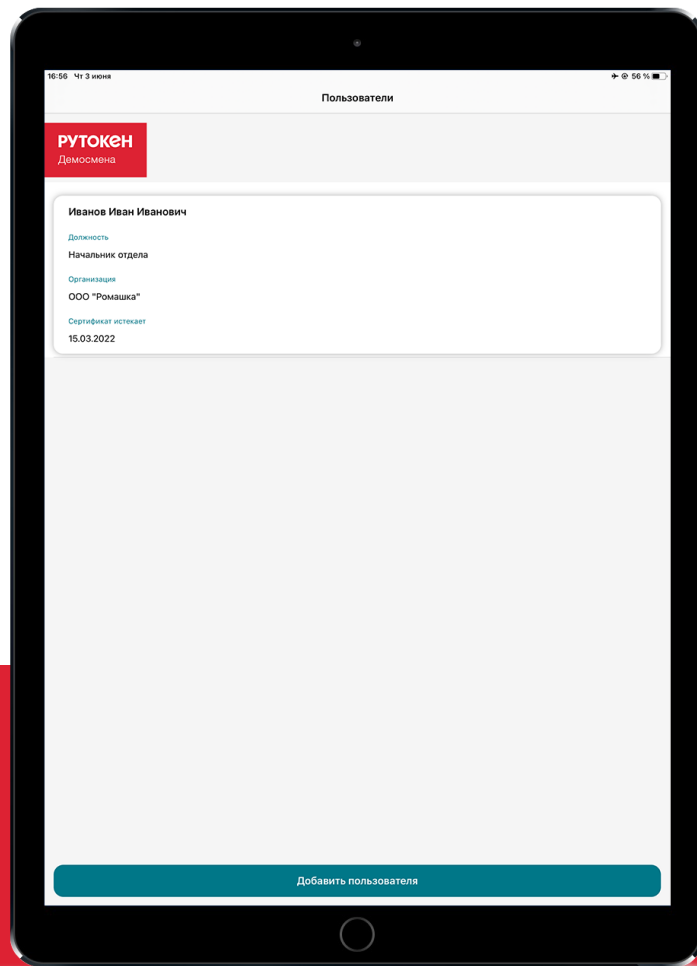 16:56 Чт 3 июня
56 %
Пользователи
РУТОКЕН
Демосмена
Иванов Иван Иванович
Должность
Начальник отдела
Организация
ООО "Ромашка"
Сертификат истекает
15.03.2022
Добавить пользователя